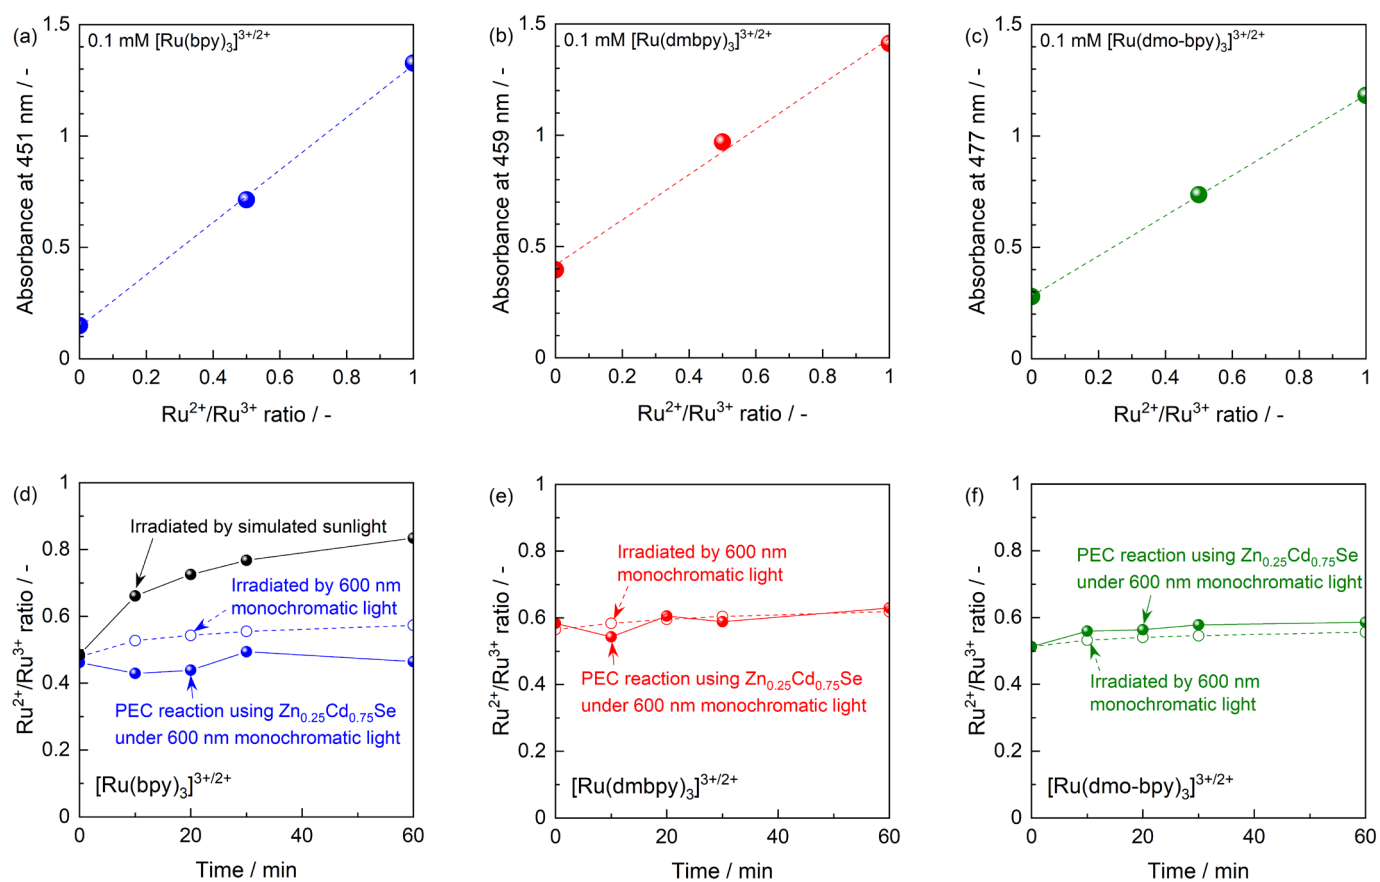 (a)
0.1 mM [Ru(bpy)₃]³⁺/²⁺
Absorbance at 451 nm / -
1.5
1
0.5
0
0 0.2 0.4 0.6 0.8 1
Ru²⁺/Ru³⁺ ratio / -
(b)
0.1 mM [Ru(dmbpy)₃]³⁺/²⁺
Absorbance at 459 nm / -
1.5
1
0.5
0
0 0.2 0.4 0.6 0.8 1
Ru²⁺/Ru³⁺ ratio / -
(c)
0.1 mM [Ru(dmo-bpy)₃]³⁺/²⁺
Absorbance at 477 nm / -
1.5
1
0.5
0
0 0.2 0.4 0.6 0.8 1
Ru²⁺/Ru³⁺ ratio / -
(d)
Ru²⁺/Ru³⁺ ratio / -
1
0.8
0.6
0.4
0.2
0
Irradiated by simulated sunlight
Irradiated by 600 nm
monochromatic light
PEC reaction using Zn₀.₂₅Cd₀.₇₅Se
under 600 nm monochromatic light
[Ru(bpy)₃]³⁺/²⁺
0 20 40 60
Time / min
(e)
Ru²⁺/Ru³⁺ ratio / -
1
0.8
0.6
0.4
0.2
0
Irradiated by 600 nm
monochromatic light
PEC reaction using Zn₀.₂₅Cd₀.₇₅Se
under 600 nm monochromatic light
[Ru(dmbpy)₃]³⁺/²⁺
0 20 40 60
Time / min
(f)
Ru²⁺/Ru³⁺ ratio / -
1
0.8
0.6
0.4
0.2
0
PEC reaction using Zn₀.₂₅Cd₀.₇₅Se
under 600 nm monochromatic light
Irradiated by 600 nm
monochromatic light
[Ru(dmo-bpy)₃]³⁺/²⁺
0 20 40 60
Time / min